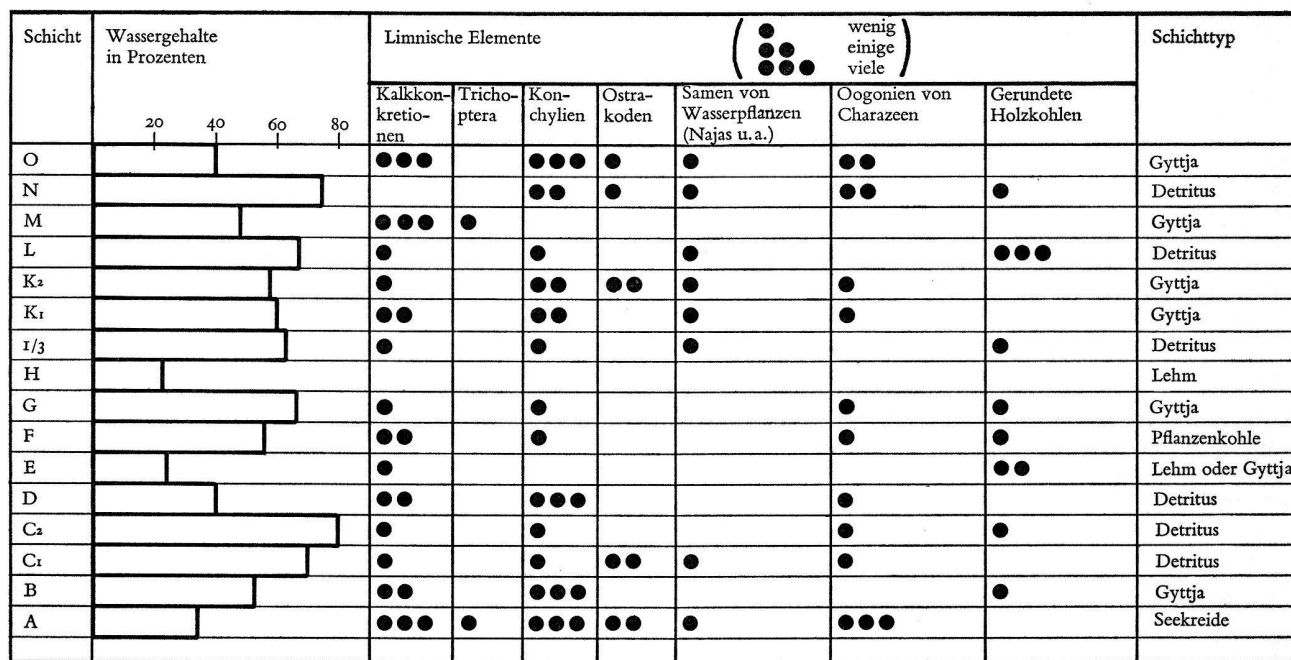 Schicht
Wassergehalte
in Prozenten
20 40 60 80
Limnische Elemente
wenig
einige
viele
Schichttyp
Kalkkon-
kretio-
nen
Tricho-
ptera
Kon-
chylien
Ostra-
koden
Samen von
Wasserpflanzen
(Najas u.a.)
Oogonien von
Charazeen
Gerundete
Holzkohlen
O Gyttja
N Detritus
M Gyttja
L Detritus
K2 Gyttja
K1 Gyttja
1/3 Detritus
H Lehm
G Gyttja
F Pflanzenkohle
E Lehm oder Gyttja
D Detritus
C2 Detritus
C1 Detritus
B Gyttja
A Seekreide